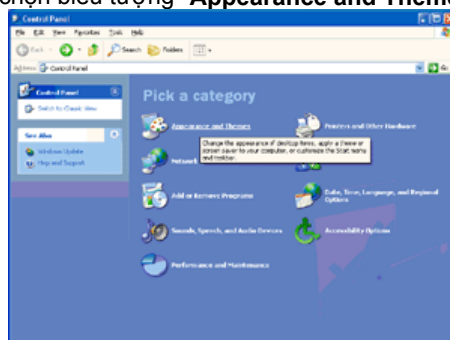 chọn biểu tượng "Appearance and Theme
Control Panel
File Edit View Favorites Tools Help
Back Search Folders
Address Control Panel Go
Control Panel
Switch to Classic View
See Also
Windows Update
Help and Support
Pick a category
Appearance and Themes
Printers and Other Hardware
Change the appearance of desktop items, apply a theme or
screen saver to your computer, or customize the Start menu
and taskbar.
Network
Add or Remove Programs
Date, Time, Language, and Regional
Options
Sounds, Speech, and Audio Devices
Accessibility Options
Performance and Maintenance